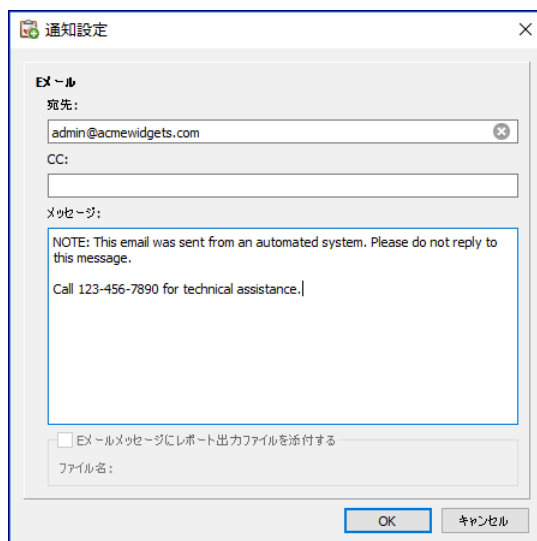 通知設定
Eメール
宛先:
admin@acmewidgets.com
CC:
メッセージ:
NOTE: This email was sent from an automated system. Please do not reply to
this message.
Call 123-456-7890 for technical assistance.
Eメールメッセージにレポート出力ファイルを添付する
ファイル名:
OK
キャンセル